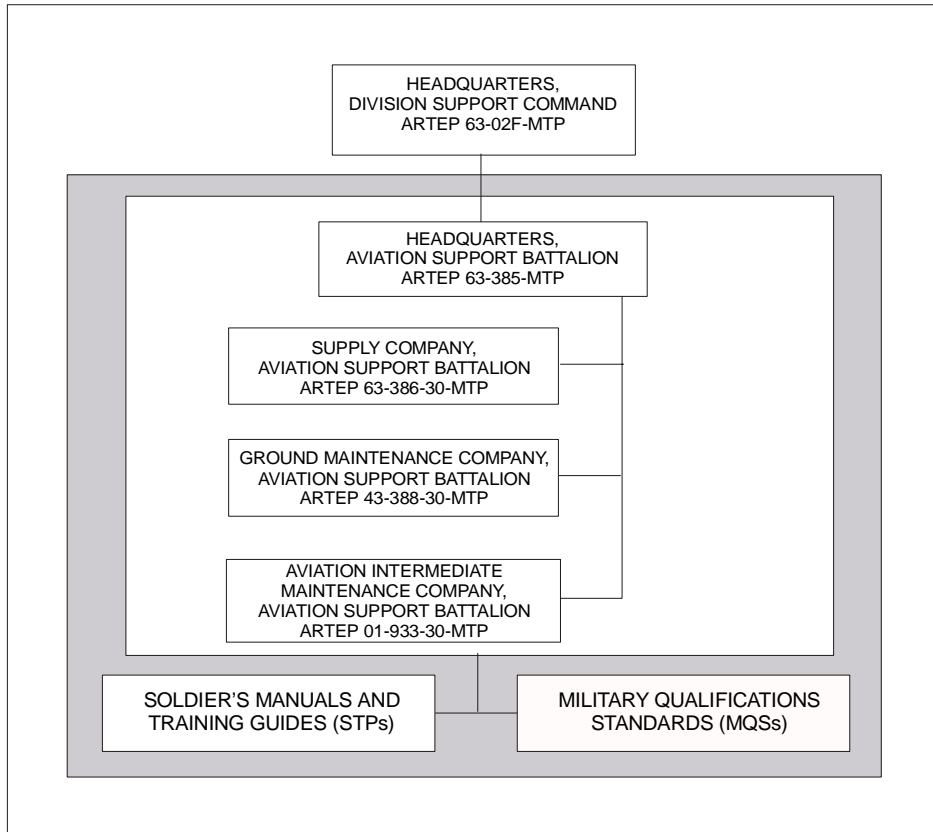 HEADQUARTERS,
DIVISION SUPPORT COMMAND
ARTEP 63-02F-MTP
HEADQUARTERS,
AVIATION SUPPORT BATTALION
ARTEP 63-385-MTP
SUPPLY COMPANY,
AVIATION SUPPORT BATTALION
ARTEP 63-386-30-MTP
GROUND MAINTENANCE COMPANY,
AVIATION SUPPORT BATTALION
ARTEP 43-388-30-MTP
AVIATION INTERMEDIATE
MAINTENANCE COMPANY,
AVIATION SUPPORT BATTALION
ARTEP 01-933-30-MTP
SOLDIER'S MANUALS AND
TRAINING GUIDES (STPs)
MILITARY QUALIFICATIONS
STANDARDS (MQSs)